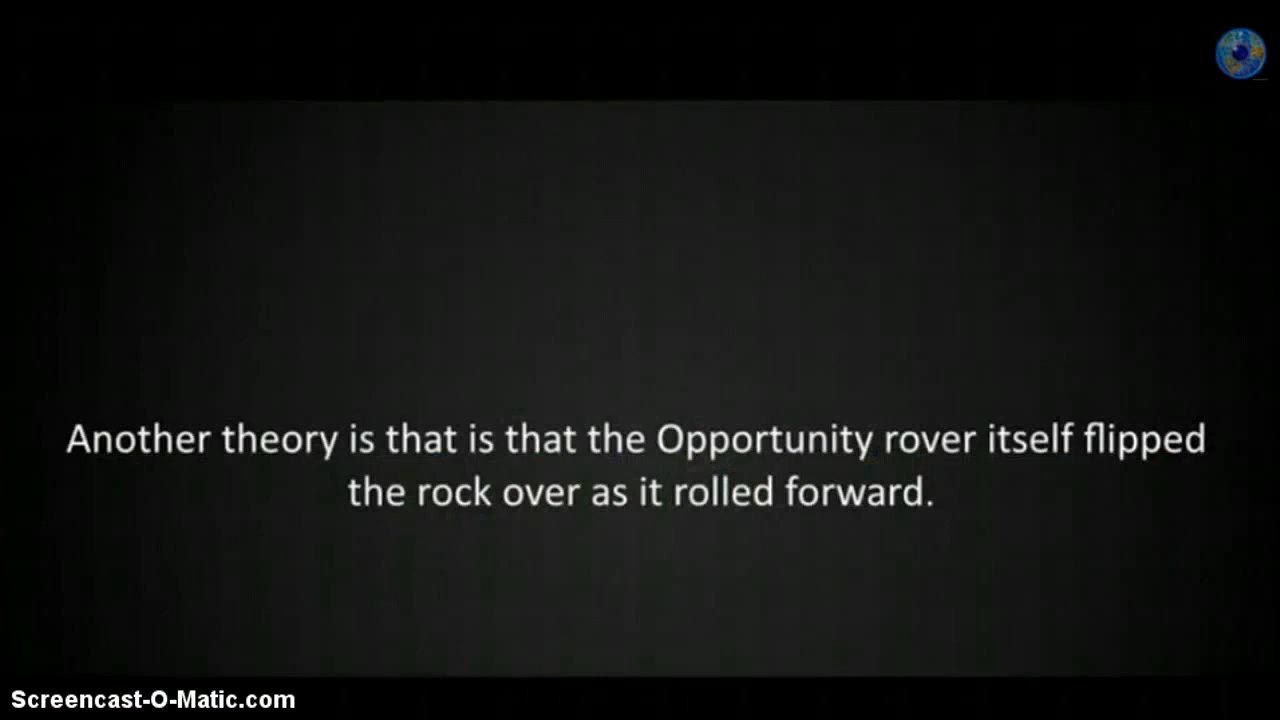 Another theory is that is that the Opportunity rover itself flipped
the rock over as it rolled forward.
Screencast-O-Matic.com